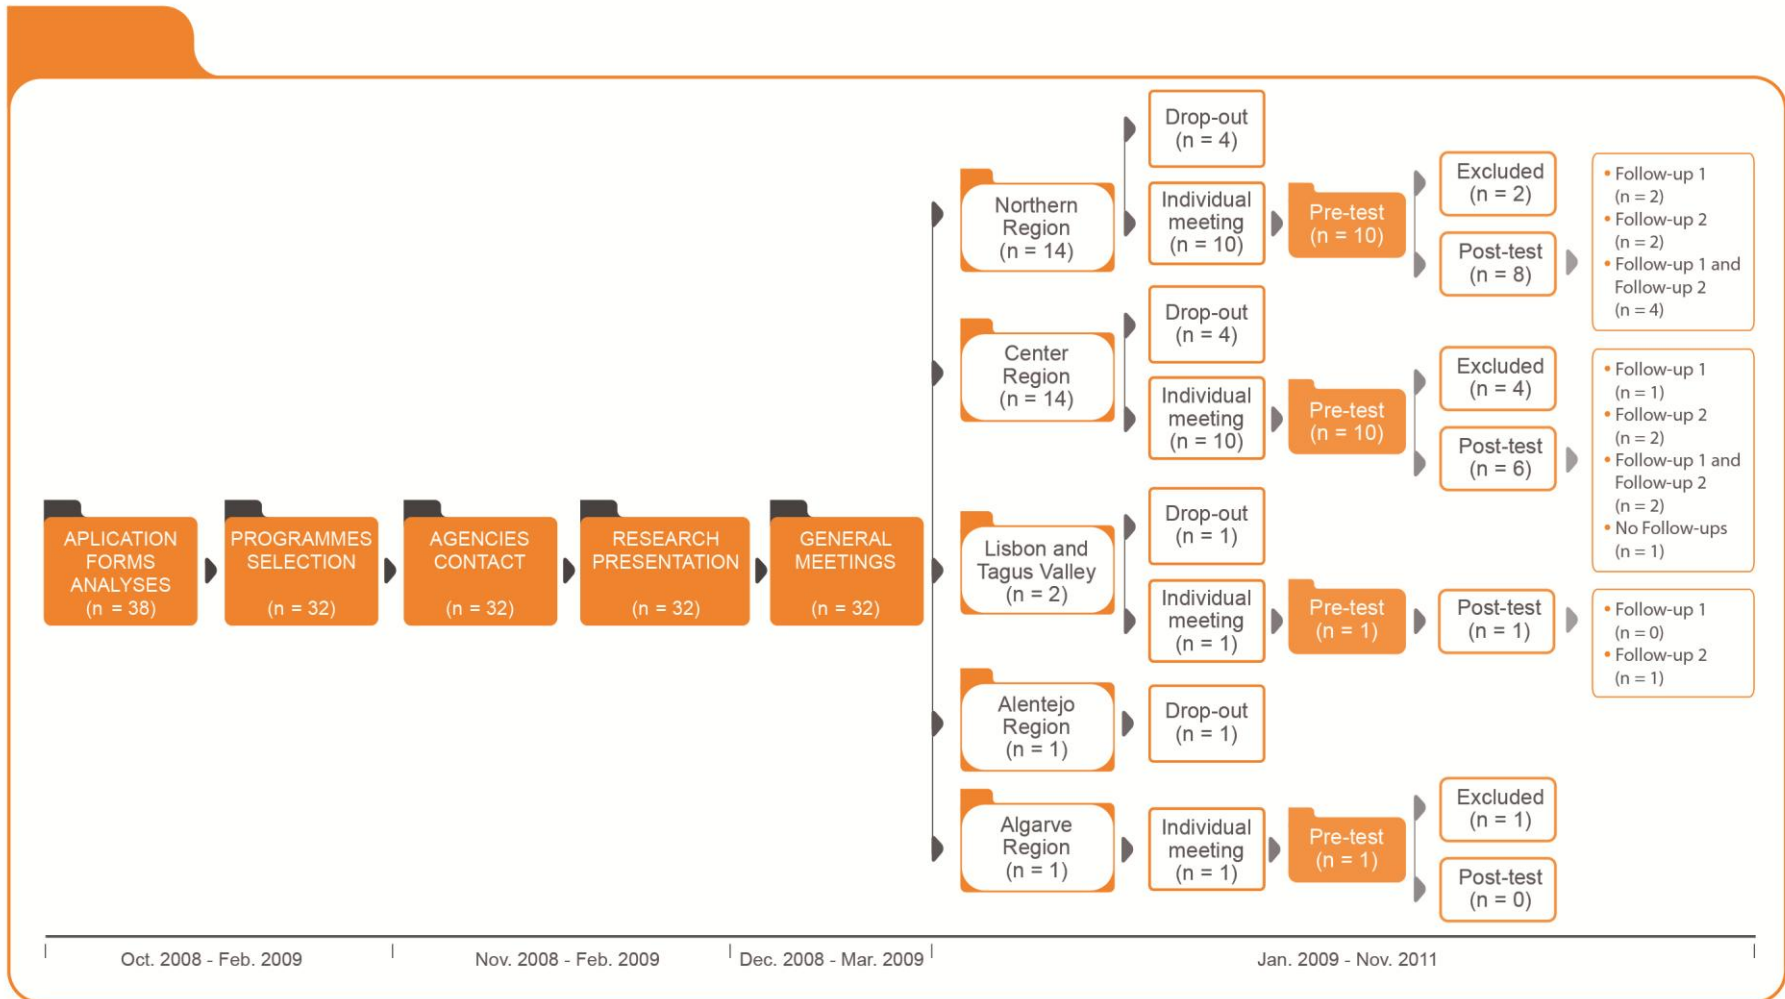 APLICATION
FORMS
ANALYSES
(n = 38)
PROGRAMMES
SELECTION
(n = 32)
AGENCIES
CONTACT
(n = 32)
RESEARCH
PRESENTATION
(n = 32)
GENERAL
MEETINGS
(n = 32)
Northern
Region
(n = 14)
Drop-out
(n = 4)
Individual
meeting
(n = 10)
Pre-test
(n = 10)
Excluded
(n = 2)
Post-test
(n = 8)
• Follow-up 1
(n = 2)
• Follow-up 2
(n = 2)
• Follow-up 1 and
Follow-up 2
(n = 4)
Center
Region
(n = 14)
Drop-out
(n = 4)
Individual
meeting
(n = 10)
Pre-test
(n = 10)
Excluded
(n = 4)
Post-test
(n = 6)
• Follow-up 1
(n = 1)
• Follow-up 2
(n = 2)
• Follow-up 1 and
Follow-up 2
(n = 2)
• No Follow-ups
(n = 1)
Lisbon and
Tagus Valley
(n = 2)
Drop-out
(n = 1)
Individual
meeting
(n = 1)
Pre-test
(n = 1)
Post-test
(n = 1)
• Follow-up 1
(n = 0)
• Follow-up 2
(n = 1)
Alentejo
Region
(n = 1)
Drop-out
(n = 1)
Algarve
Region
(n = 1)
Individual
meeting
(n = 1)
Pre-test
(n = 1)
Excluded
(n = 1)
Post-test
(n = 0)
Oct. 2008 - Feb. 2009
Nov. 2008 - Feb. 2009
Dec. 2008 - Mar. 2009
Jan. 2009 - Nov. 2011